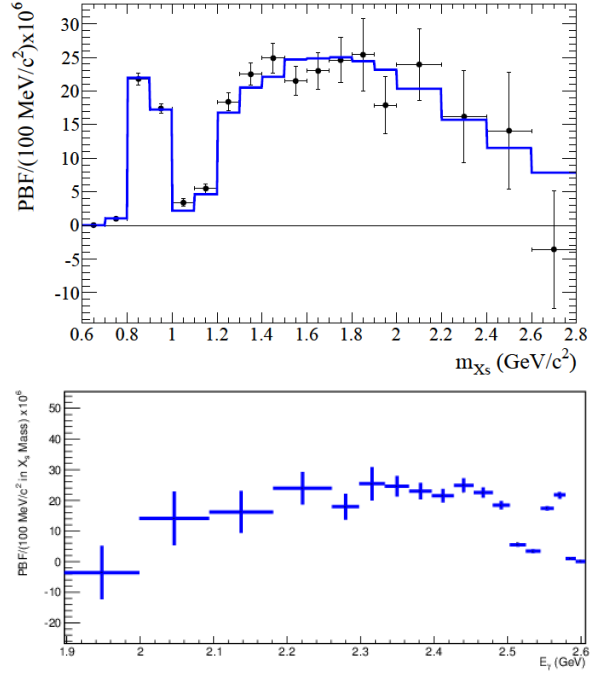 PBF/(100 MeV/c²)×10⁶
30
25
20
15
10
5
0
-5
-10
0.6 0.8 1 1.2 1.4 1.6 1.8 2 2.2 2.4 2.6 2.8
m_Xs (GeV/c²)
PBF/(100 MeV/c² in X_s Mass) x10⁶
50
40
30
20
10
0
-10
-20
1.9 2 2.1 2.2 2.3 2.4 2.5 2.6
E_γ (GeV)